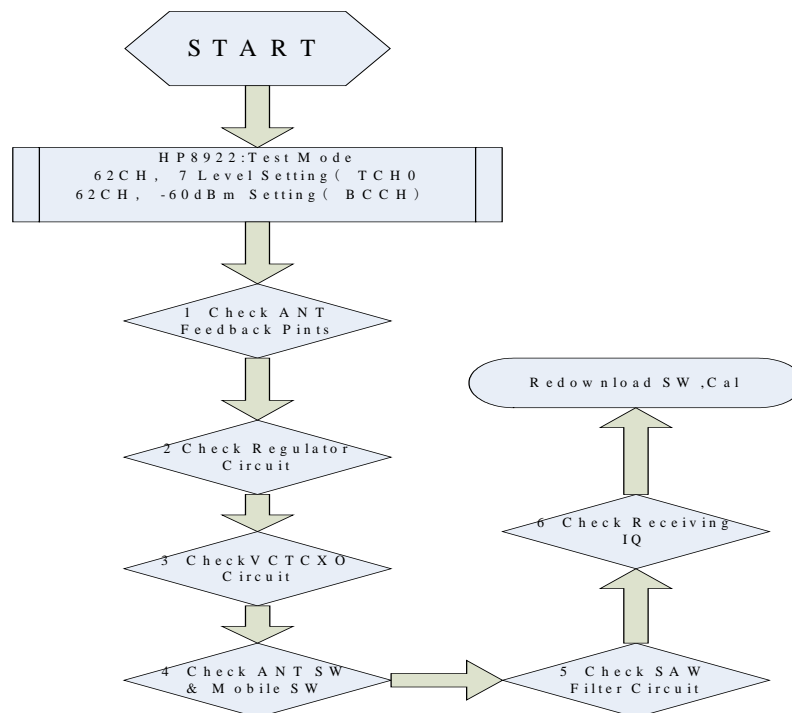 START
HP8922:Test Mode
62CH, 7 Level Setting( TCH0
62CH, -60dBm Setting( BCCH)
1 Check ANT
Feedback Pints
2 Check Regulator
Circuit
3 CheckVCTCXO
Circuit
4 Check ANT SW
& Mobile SW
5 Check SAW
Filter Circuit
6 Check Receiving
IQ
Redownload SW ,Cal